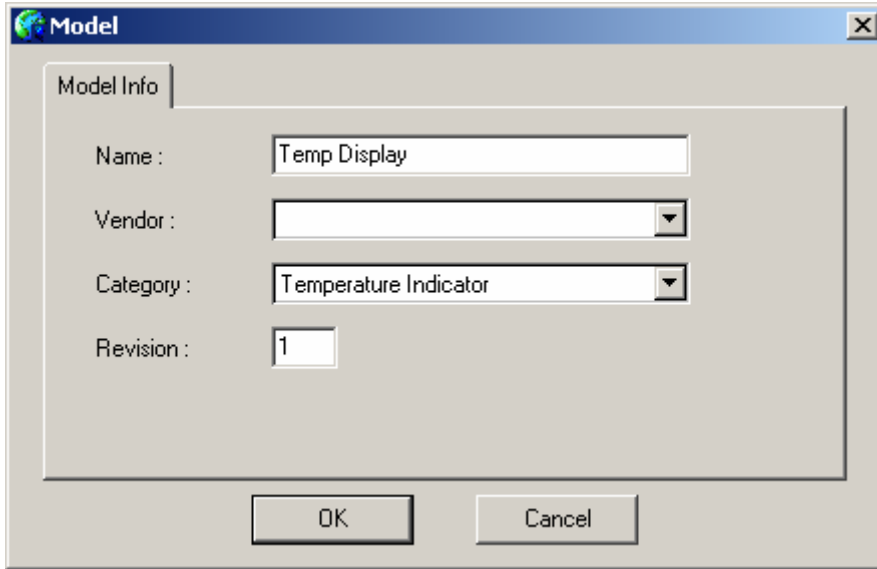 Model
Model Info
Name : Temp Display
Vendor :
Category : Temperature Indicator
Revision : 1
OK Cancel